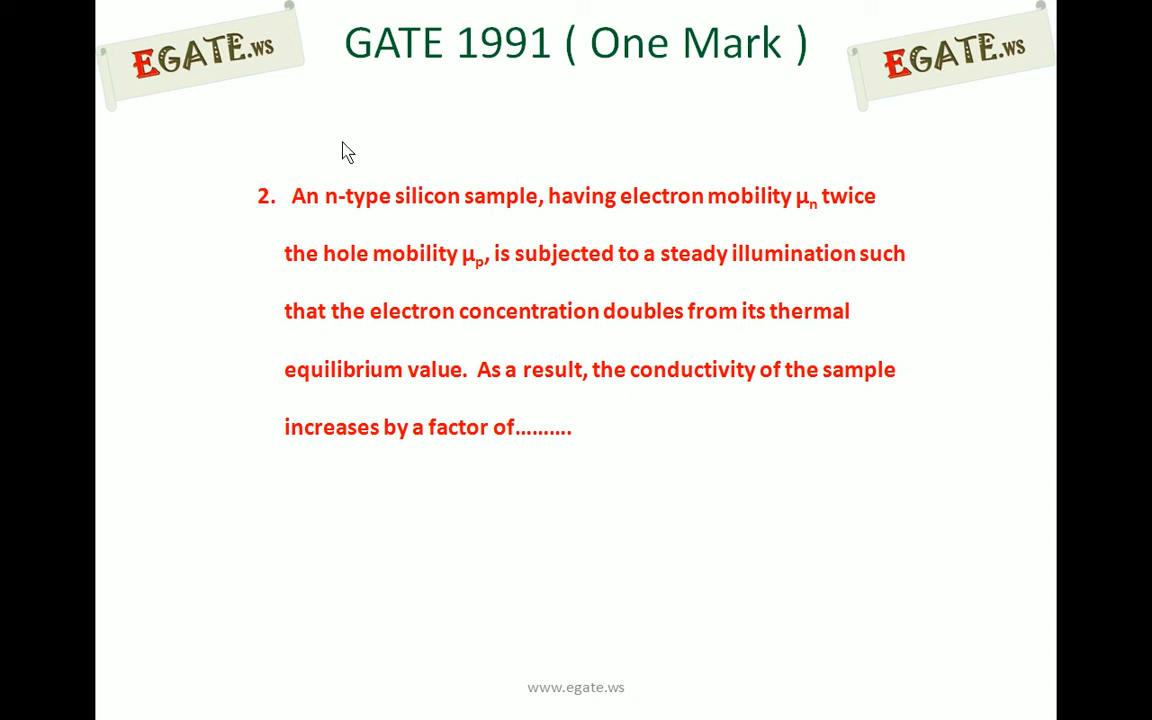 EGATE.ws
GATE 1991 ( One Mark )
EGATE.ws
2. An n-type silicon sample, having electron mobility μn twice
the hole mobility μp, is subjected to a steady illumination such
that the electron concentration doubles from its thermal
equilibrium value. As a result, the conductivity of the sample
increases by a factor of..........
www.egate.ws